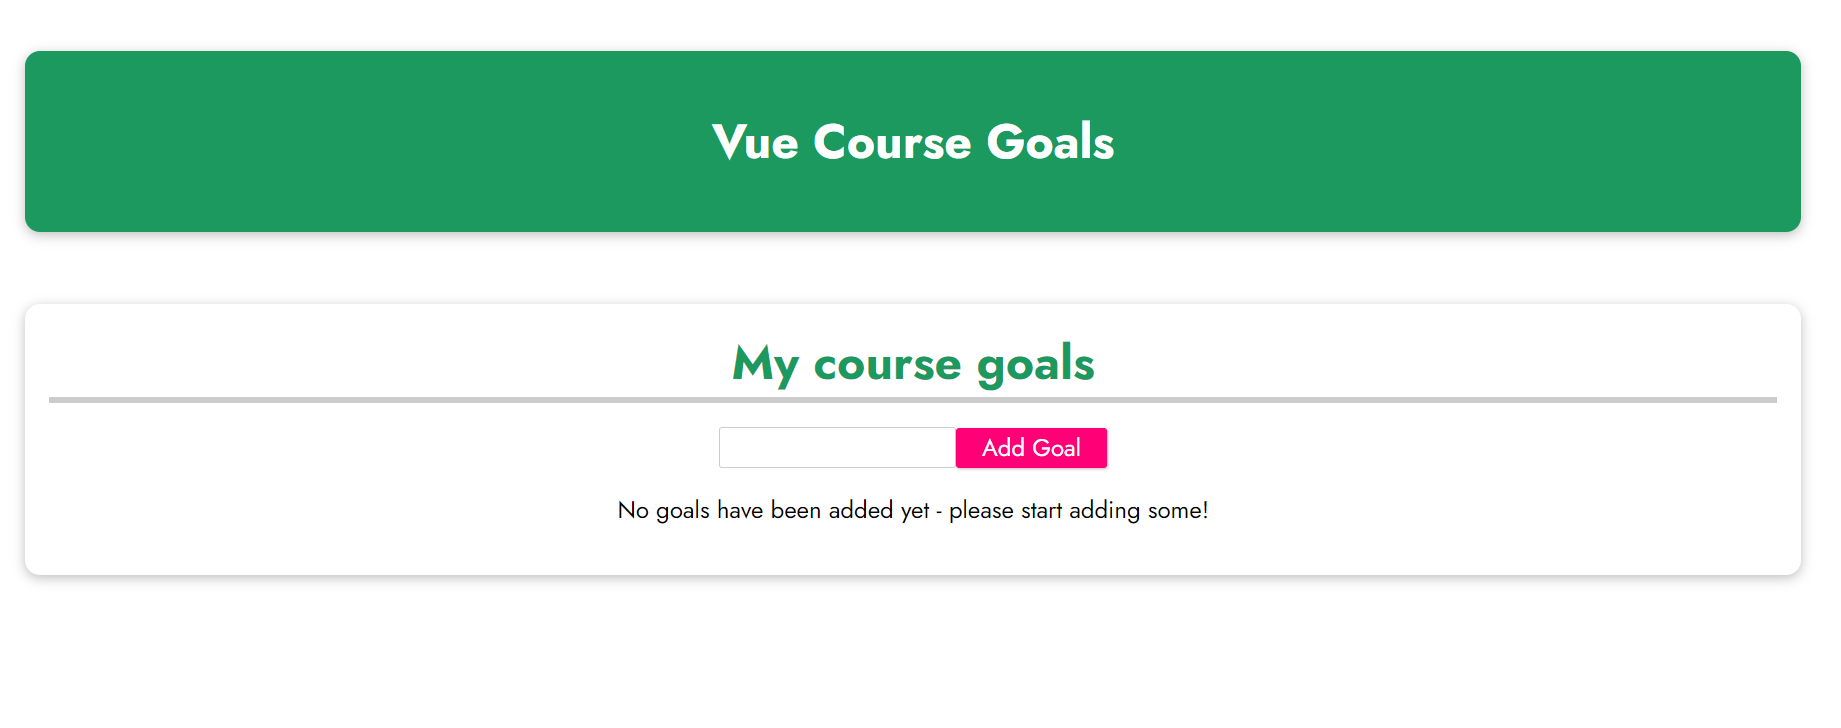 Vue Course Goals
My course goals
Add Goal
No goals have been added yet - please start adding some!